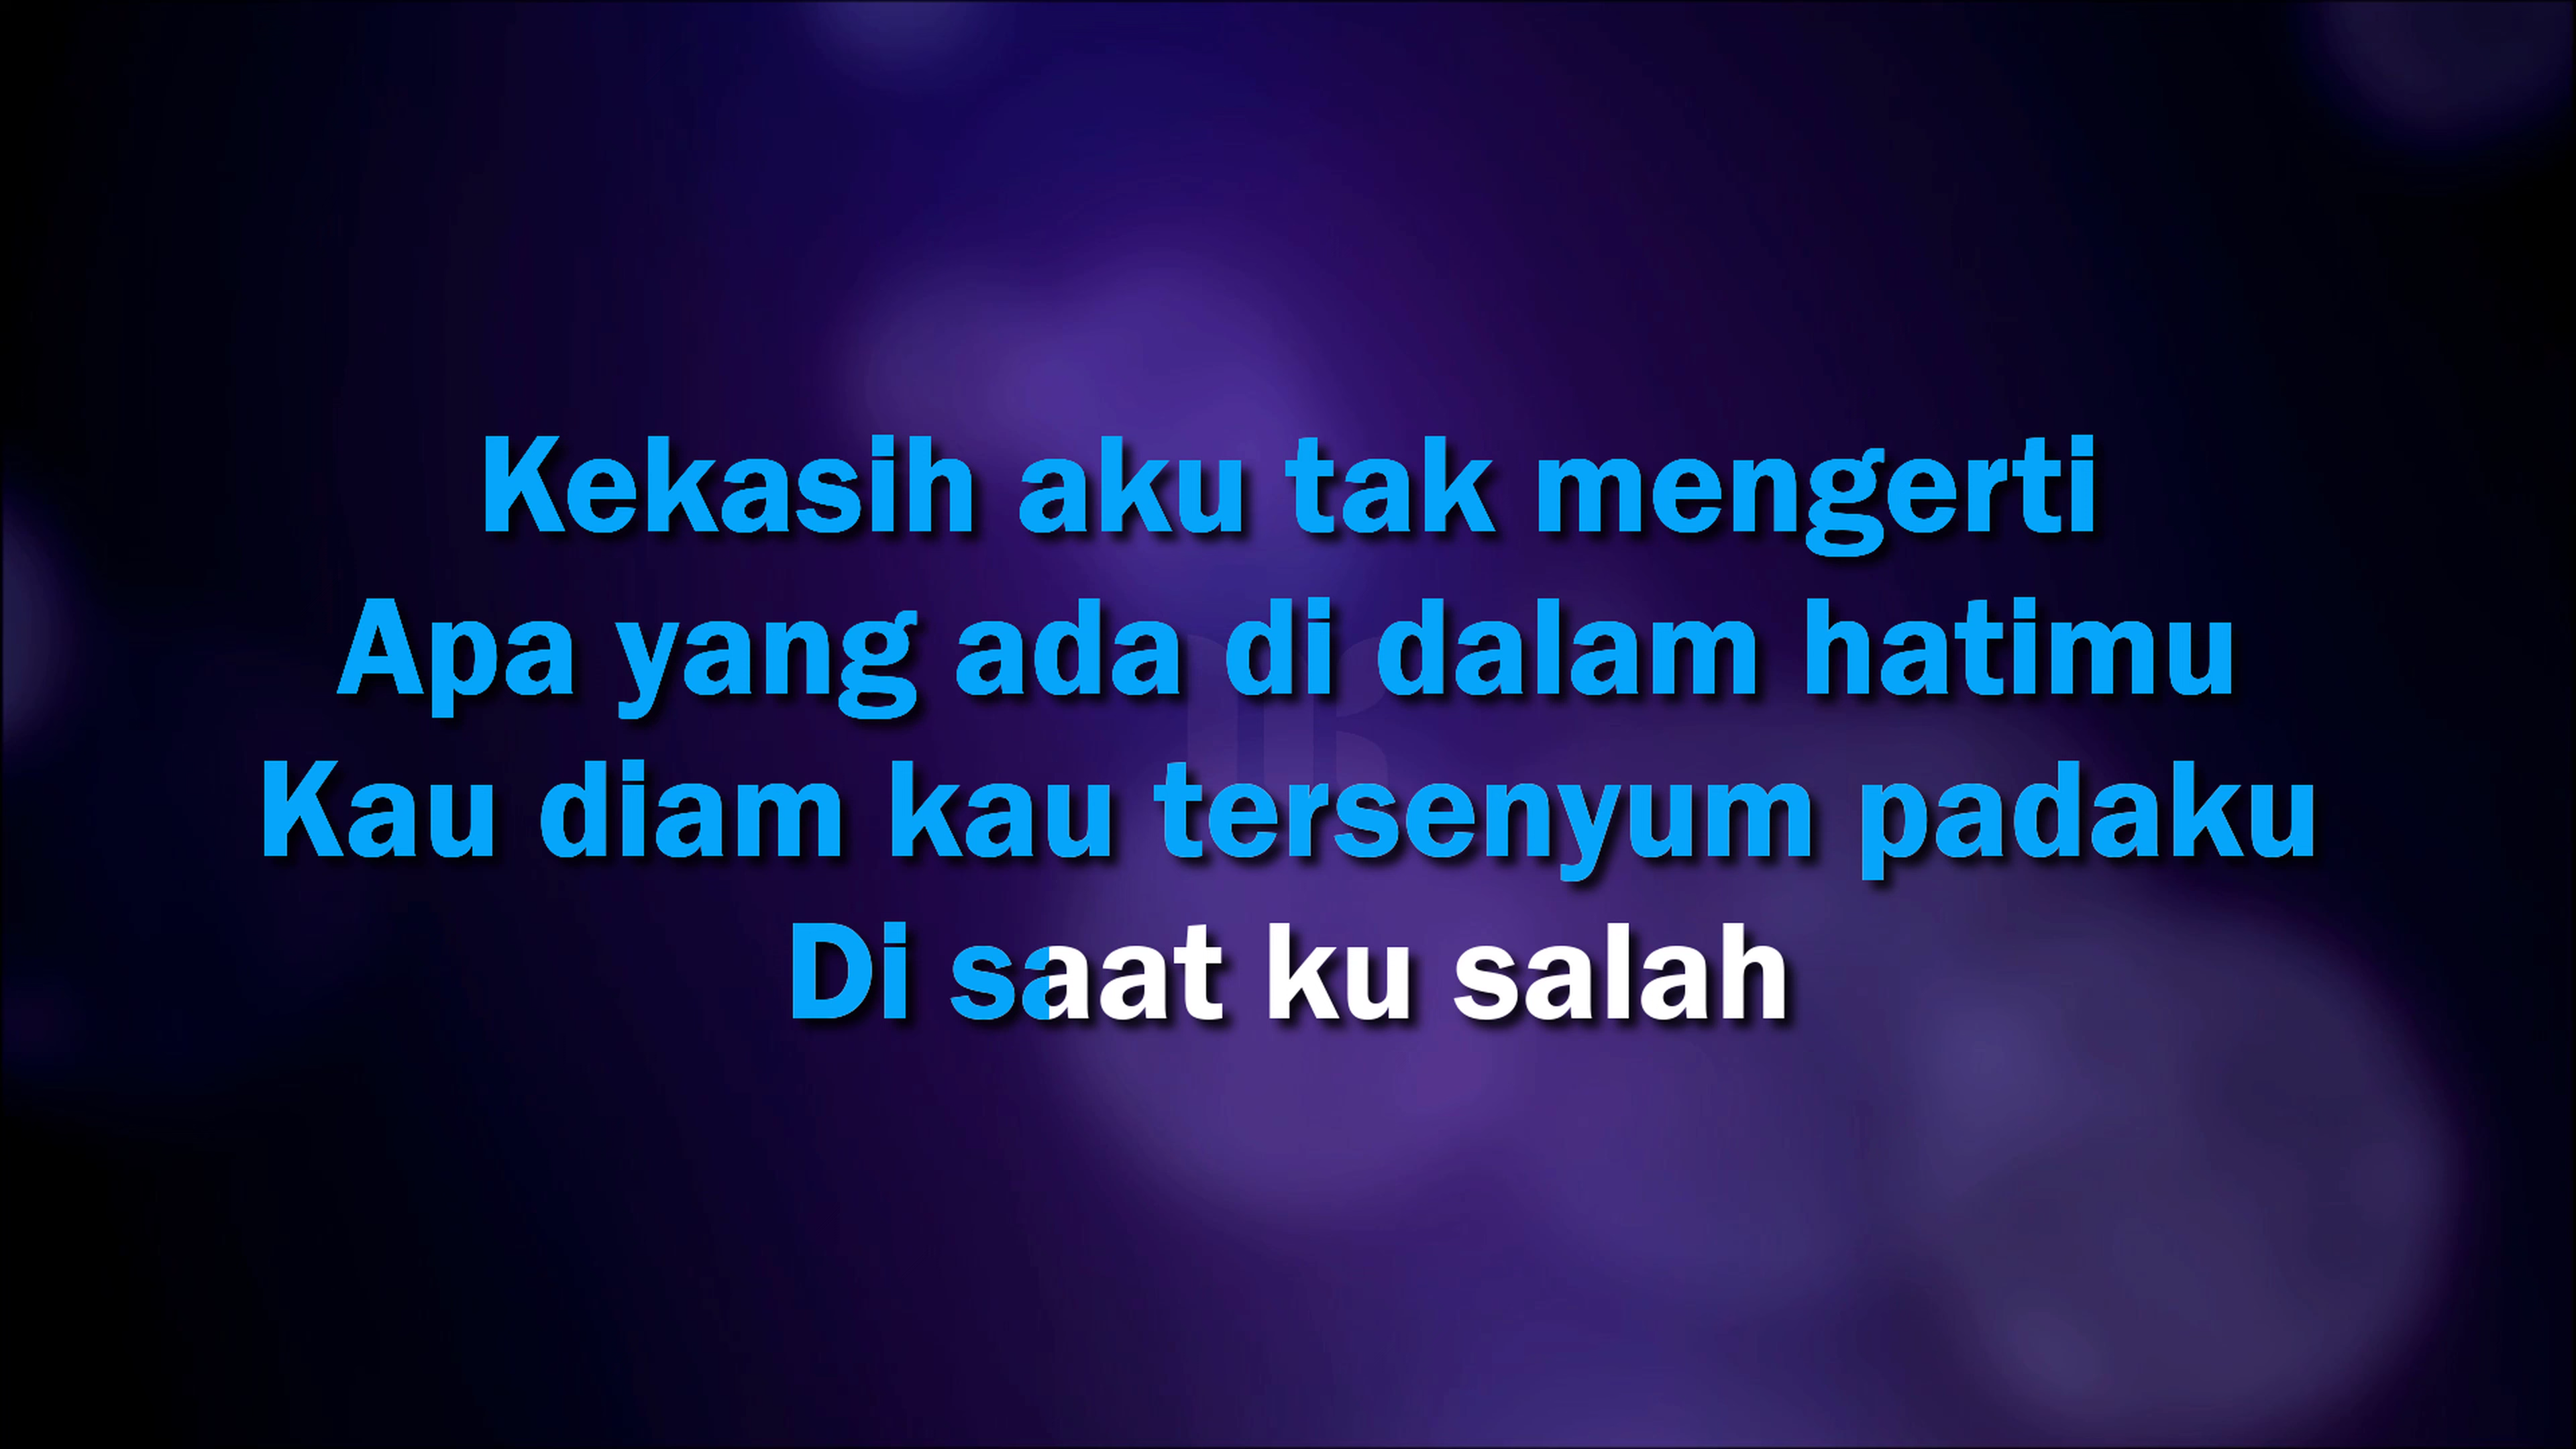 Kekasih aku tak mengerti
Apa yang ada di dalam hatimu
Kau diam kau tersenyum padaku
Di saat ku salah